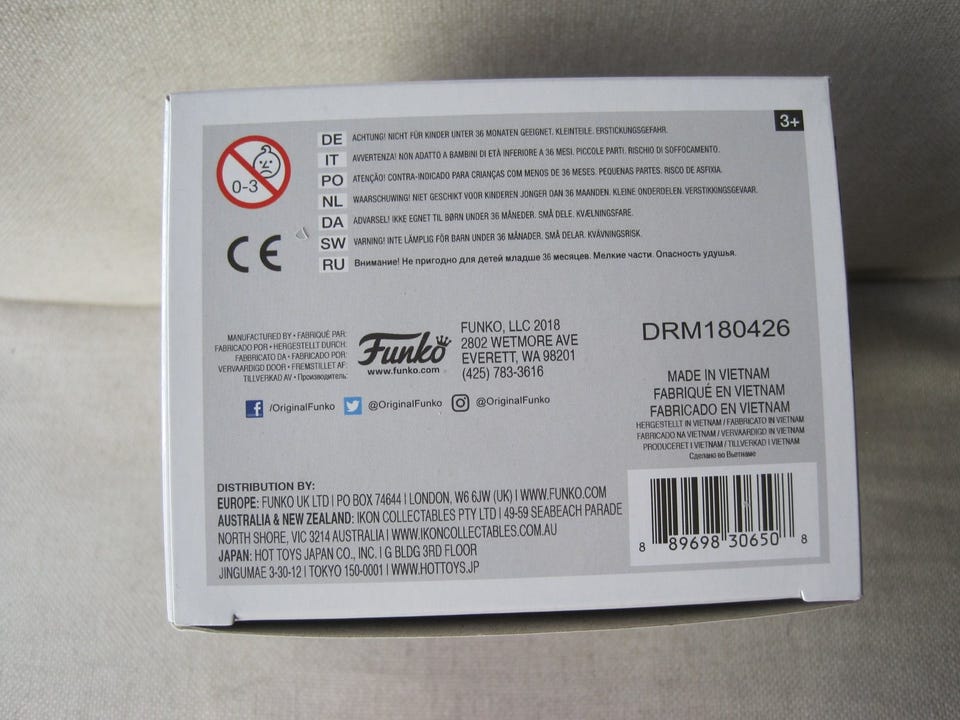 3+
0-3
DE ACHTUNG! NICHT FÜR KINDER UNTER 36 MONATEN GEEIGNET. KLEINTEILE. ERSTICKUNGSGEFAHR.
IT AVVERTENZA! NON ADATTO A BAMBINI DI ETÀ INFERIORE A 36 MESI. PICCOLE PARTI. RISCHIO DI SOFFOCAMENTO.
PO ATENÇÃO! CONTRA-INDICADO PARA CRIANÇAS COM MENOS DE 36 MESES. PEQUENAS PARTES. RISCO DE ASFIXIA.
NL WAARSCHUWING! NIET GESCHIKT VOOR KINDEREN JONGER DAN 36 MAANDEN. KLEINE ONDERDELEN. VERSTIKKINGSGEVAAR.
DA ADVARSEL! IKKE EGNET TIL BØRN UNDER 36 MÅNEDER. SMÅ DELE. KVÆLNINGSFARE.
SW VARNING! INTE LÄMPLIG FÖR BARN UNDER 36 MÅNADER. SMÅ DELAR. KVÄVNINGSRISK.
RU Внимание! Не пригодно для детей младше 36 месяцев. Мелкие части. Опасность удушья.
CE
MANUFACTURED BY • FABRIQUÉ PAR:
FABRICADO POR • HERGESTELLT DURCH:
FABBRICATO DA • FABRICADO POR:
VERVAARDIGD DOOR • FREMSTILLET AF:
TILLVERKAD AV • Производитель:
Funko
www.funko.com
FUNKO, LLC 2018
2802 WETMORE AVE
EVERETT, WA 98201
(425) 783-3616
f /OriginalFunko @OriginalFunko @OriginalFunko
DRM180426
MADE IN VIETNAM
FABRIQUÉ EN VIETNAM
FABRICADO EN VIETNAM
HERGESTELLT IN VIETNAM / FABBRICATO IN VIETNAM
FABRICADO NA VIETNAM / VERVAARDIGD IN VIETNAM
PRODUCERET I VIETNAM / TILLVERKAD I VIETNAM
Сделано во Вьетнаме
DISTRIBUTION BY:
EUROPE: FUNKO UK LTD | PO BOX 74644 | LONDON, W6 6JW (UK) | WWW.FUNKO.COM
AUSTRALIA & NEW ZEALAND: IKON COLLECTABLES PTY LTD | 49-59 SEABEACH PARADE
NORTH SHORE, VIC 3214 AUSTRALIA | WWW.IKONCOLLECTABLES.COM.AU
JAPAN: HOT TOYS JAPAN CO., INC. | G BLDG 3RD FLOOR
JINGUMAE 3-30-12 | TOKYO 150-0001 | WWW.HOTTOYS.JP
8 89698 30650 8